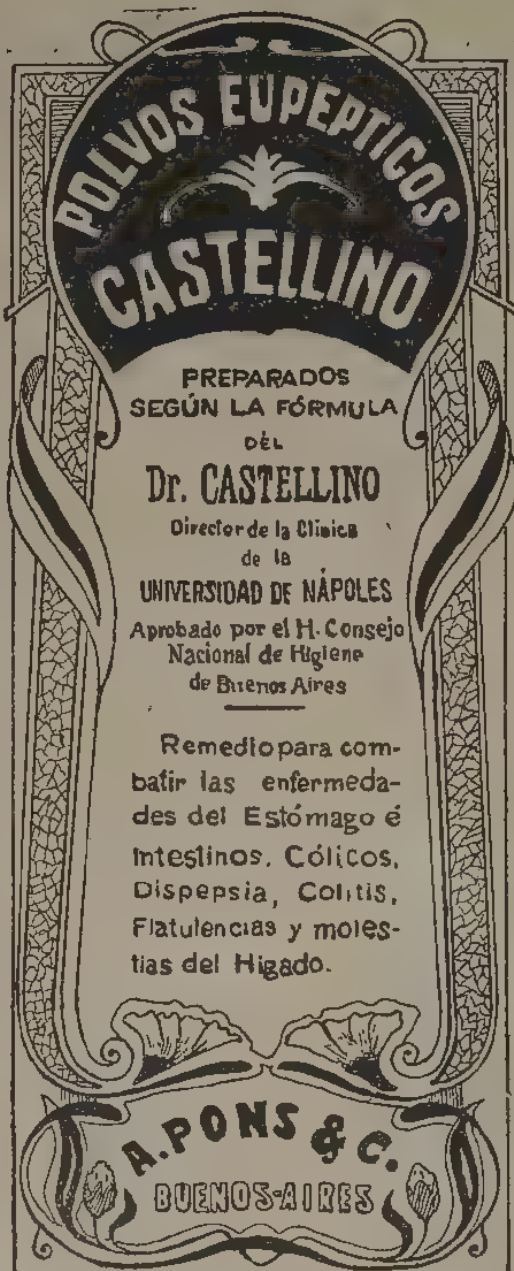 POLVOS EUPÉPTICOS
CASTELLINO
PREPARADOS
SEGÚN LA FÓRMULA
DEL
Dr. CASTELLINO
Director de la Clinica
de la
UNIVERSIDAD DE NÁPOLES
Aprobado por el H. Consejo
Nacional de Higiene
de Buenos Aires
Remedio para com-
batir las enfermeda-
des del Estómago é
Intestinos, Cólicos,
Dispepsia, Colitis,
Flatulencias y moles-
tias del Higado.
A. PONS & C.
BUENOS-AIRES